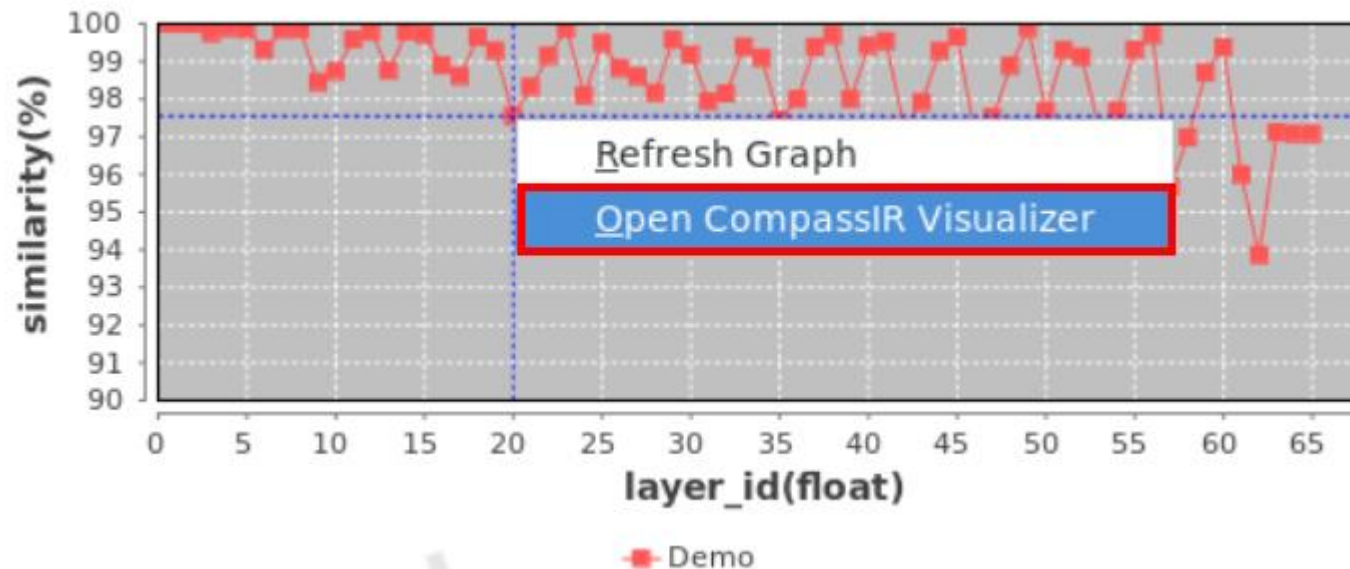 similarity(%)
100
99
98
97
96
95
94
93
92
91
90
Refresh Graph
Open CompassIR Visualizer
0 5 10 15 20 25 30 35 40 45 50 55 60 65
layer_id(float)
Demo